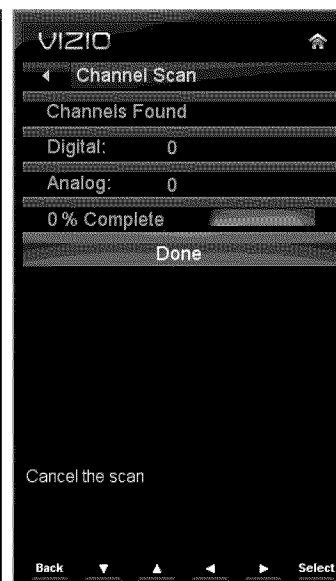 VIZIO
Channel Scan
Channels Found
Digital: 0
Analog: 0
0 % Complete
Done
Cancel the scan
Back Select